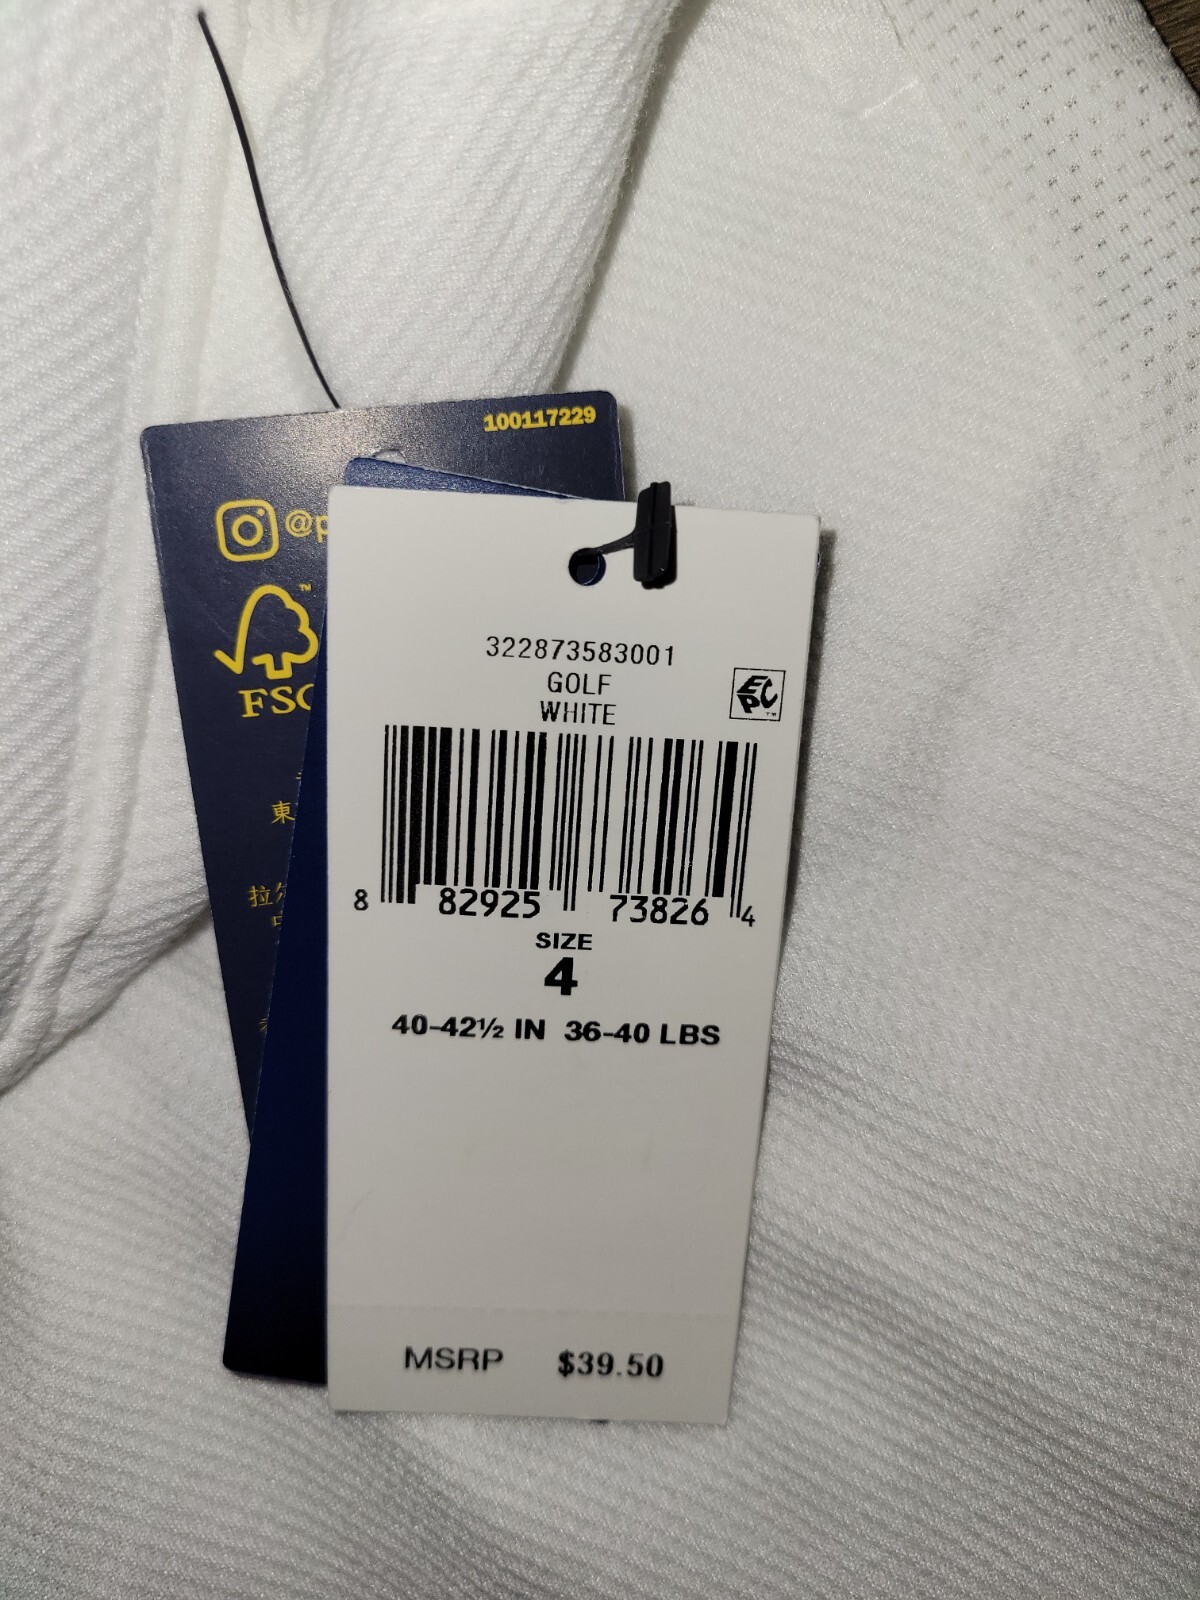 100117229
FSC
東
拉
322873583001
GOLF
WHITE
EPC
8 82925 73826 4
SIZE
4
40-42½ IN 36-40 LBS
MSRP $39.50